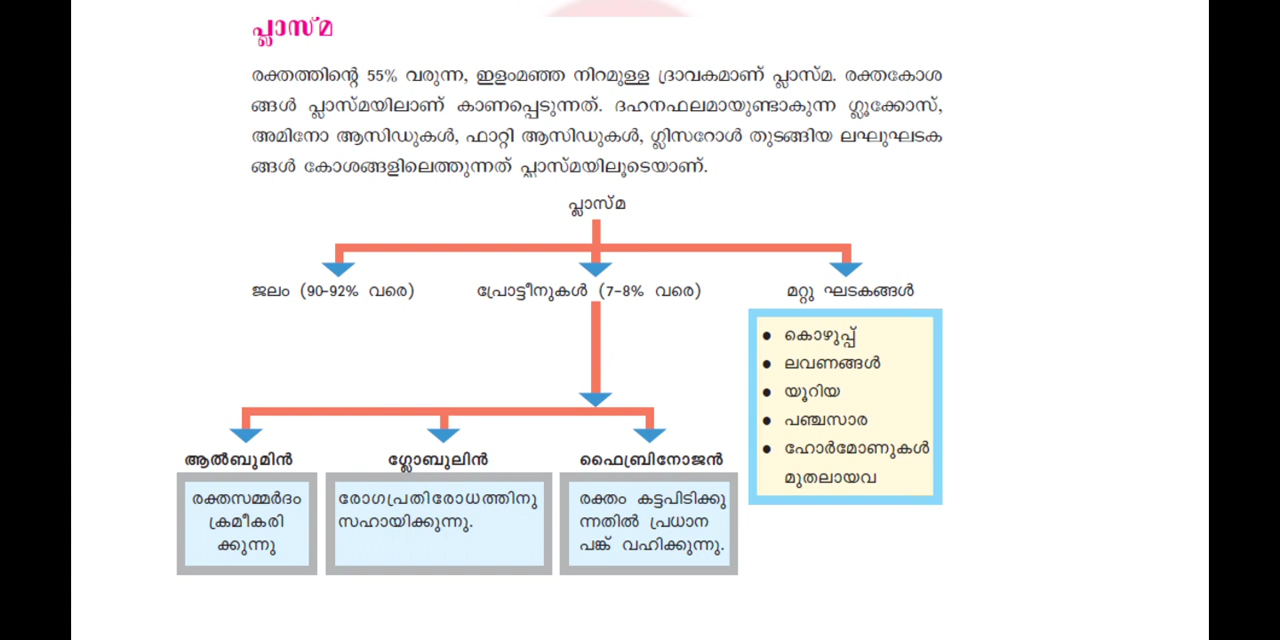 പ്ലാസ്മ
രക്തത്തിന്റെ 55% വരുന്ന, ഇളംമഞ്ഞ നിറമുള്ള ദ്രാവകമാണ് പ്ലാസ്മ. രക്തകോശ
ങ്ങൾ പ്ലാസ്മയിലാണ് കാണപ്പെടുന്നത്. ദഹനഫലമായുണ്ടാകുന്ന ഗ്ലൂക്കോസ്,
അമിനോ ആസിഡുകൾ, ഫാറ്റി ആസിഡുകൾ, ഗ്ലിസറോൾ തുടങ്ങിയ ലഘുഘടക
ങ്ങൾ കോശങ്ങളിലെത്തുന്നത് പ്ലാസ്മയിലൂടെയാണ്.
പ്ലാസ്മ
ജലം (90-92% വരെ)
പ്രോട്ടീനുകൾ (7-8% വരെ)
മറ്റു ഘടകങ്ങൾ
• കൊഴുപ്പ്
• ലവണങ്ങൾ
• യൂറിയ
• പഞ്ചസാര
• ഹോർമോണുകൾ
മുതലായവ
ആൽബുമിൻ
രക്തസമ്മർദം
ക്രമീകരി
ക്കുന്നു
ഗ്ലോബുലിൻ
രോഗപ്രതിരോധത്തിനു
സഹായിക്കുന്നു.
ഫൈബ്രിനോജൻ
രക്തം കട്ടപിടിക്കു
ന്നതിൽ പ്രധാന
പങ്ക് വഹിക്കുന്നു.